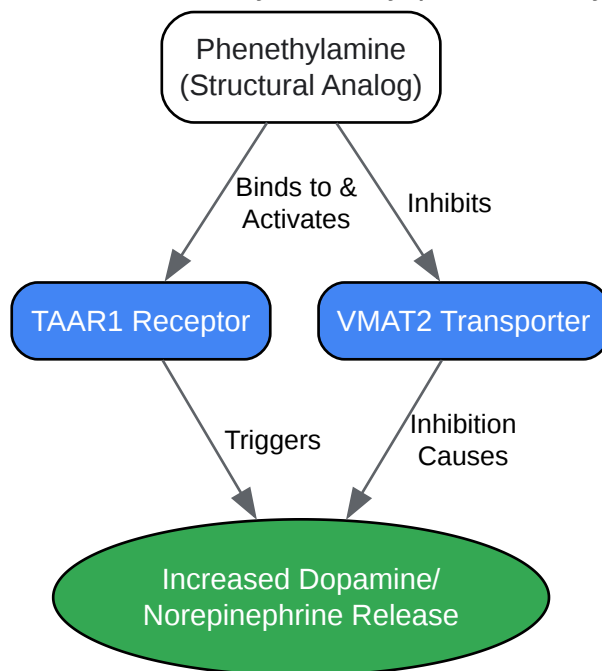 Phenethylamine
(Structural Analog)
Binds to &
Activates
Inhibits
TAAR1 Receptor
VMAT2 Transporter
Triggers
Inhibition
Causes
Increased Dopamine/
Norepinephrine Release